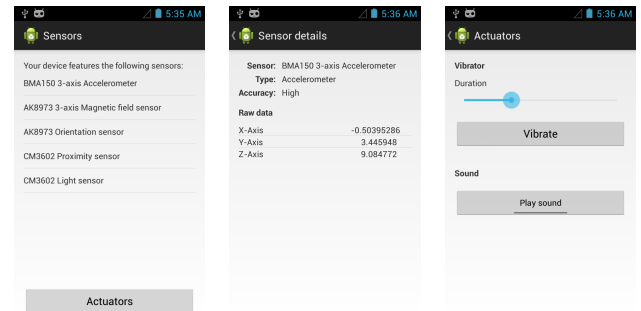 5:35 AM
Sensors
Your device features the following sensors:
BMA150 3-axis Accelerometer
AK8973 3-axis Magnetic field sensor
AK8973 Orientation sensor
CM3602 Proximity sensor
CM3602 Light sensor
Actuators
5:36 AM
Sensor details
Sensor: BMA150 3-axis Accelerometer
Type: Accelerometer
Accuracy: High
Raw data
X-Axis -0.50395286
Y-Axis 3.445948
Z-Axis 9.084772
5:36 AM
Actuators
Vibrator
Duration
Vibrate
Sound
Play sound